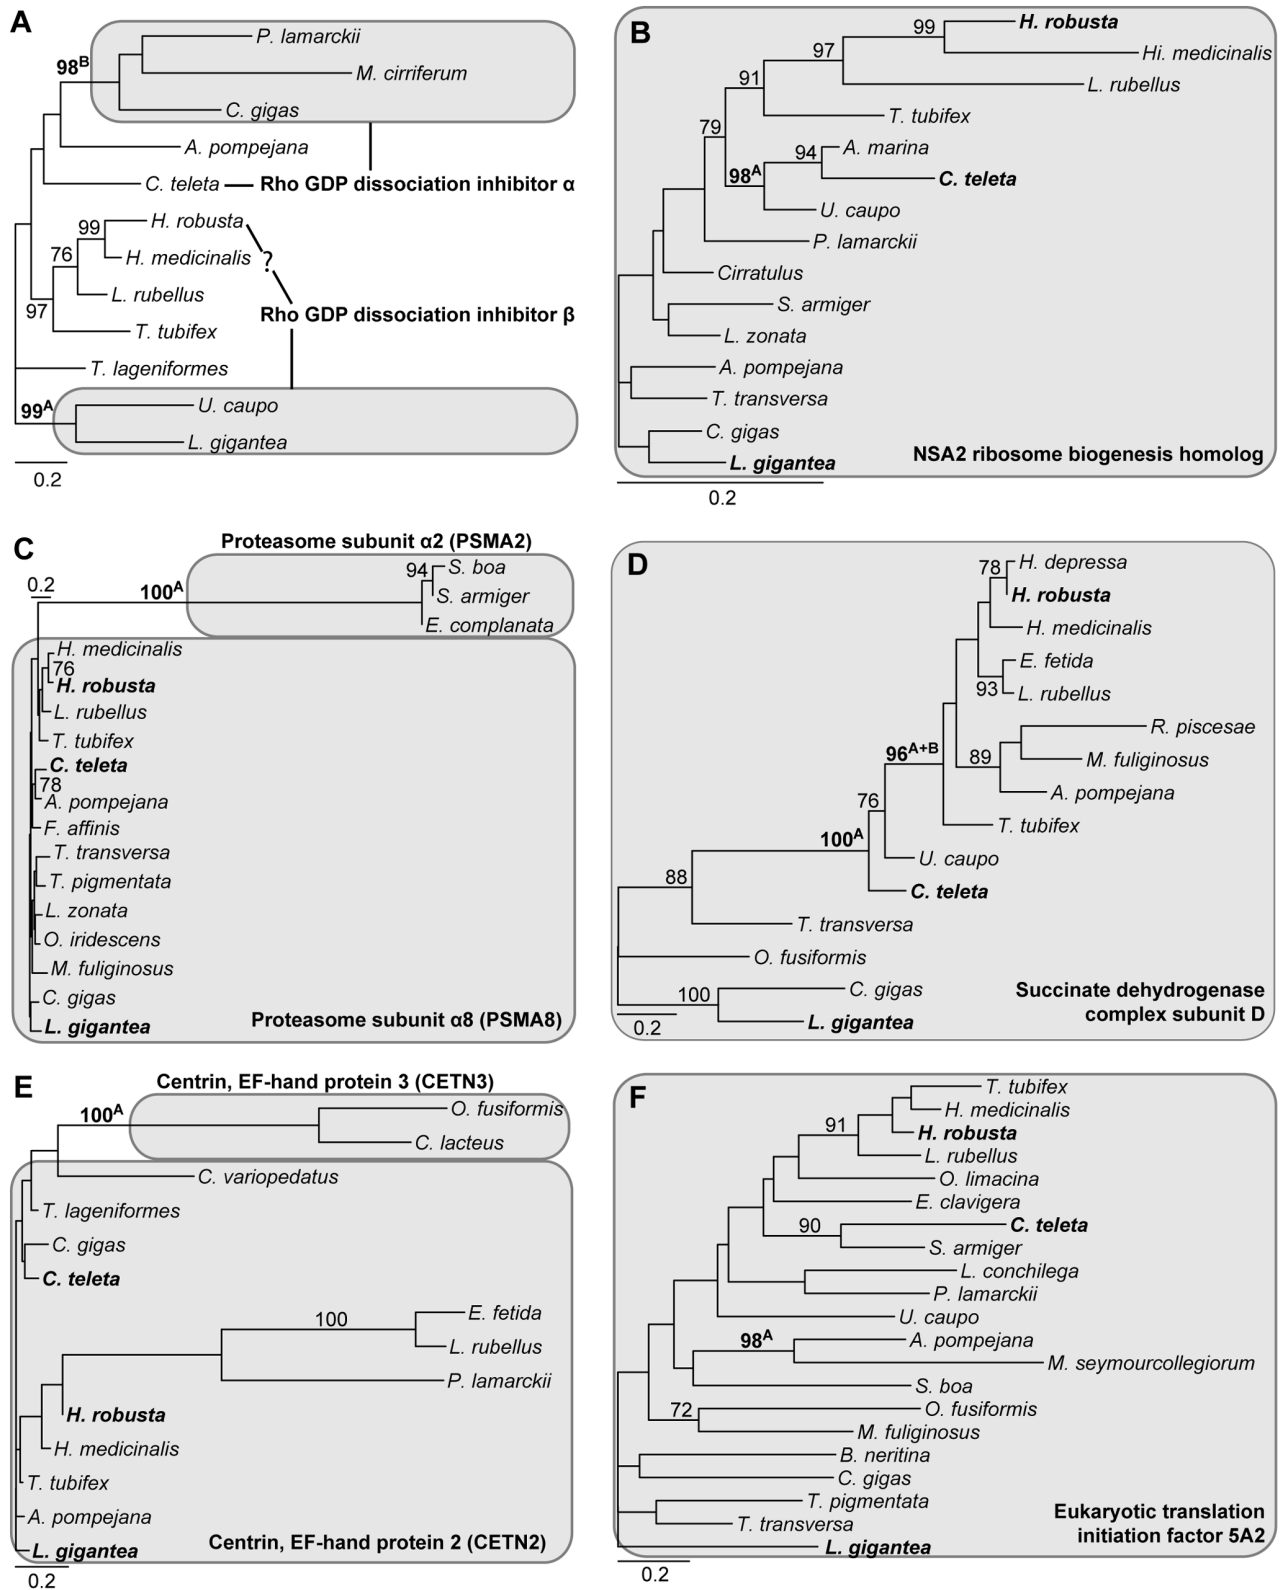 A
P. lamarckii
98B
M. cirriferum
C. gigas
A. pompejana
C. teleta
Rho GDP dissociation inhibitor α
H. robusta
99
H. medicinalis
?
76
L. rubellus
Rho GDP dissociation inhibitor β
97
T. tubifex
T. lageniformes
99A
U. caupo
L. gigantea
0.2
B
H. robusta
99
Hi. medicinalis
97
L. rubellus
91
T. tubifex
79
A. marina
94
98A
C. teleta
U. caupo
P. lamarckii
Cirratulus
S. armiger
L. zonata
A. pompejana
T. transversa
C. gigas
L. gigantea
NSA2 ribosome biogenesis homolog
0.2
C
Proteasome subunit α2 (PSMA2)
0.2
100A
94
S. boa
S. armiger
E. complanata
H. medicinalis
76
H. robusta
L. rubellus
T. tubifex
C. teleta
78
A. pompejana
F. affinis
T. transversa
T. pigmentata
L. zonata
O. iridescens
M. fuliginosus
C. gigas
L. gigantea
Proteasome subunit α8 (PSMA8)
D
H. depressa
78
H. robusta
H. medicinalis
E. fetida
93
L. rubellus
R. piscesae
96A+B
89
M. fuliginosus
A. pompejana
76
T. tubifex
100A
U. caupo
88
C. teleta
T. transversa
O. fusiformis
C. gigas
100
L. gigantea
0.2
Succinate dehydrogenase
complex subunit D
E
Centrin, EF-hand protein 3 (CETN3)
100A
O. fusiformis
C. lacteus
C. variopedatus
T. lageniformes
C. gigas
C. teleta
E. fetida
100
L. rubellus
P. lamarckii
H. robusta
H. medicinalis
T. tubifex
A. pompejana
L. gigantea
Centrin, EF-hand protein 2 (CETN2)
0.2
F
T. tubifex
H. medicinalis
91
H. robusta
L. rubellus
O. limacina
E. clavigera
90
C. teleta
S. armiger
L. conchilega
P. lamarckii
U. caupo
98A
A. pompejana
M. seymourcollegiorum
S. boa
72
O. fusiformis
M. fuliginosus
B. neritina
C. gigas
T. pigmentata
T. transversa
L. gigantea
Eukaryotic translation
initiation factor 5A2
0.2